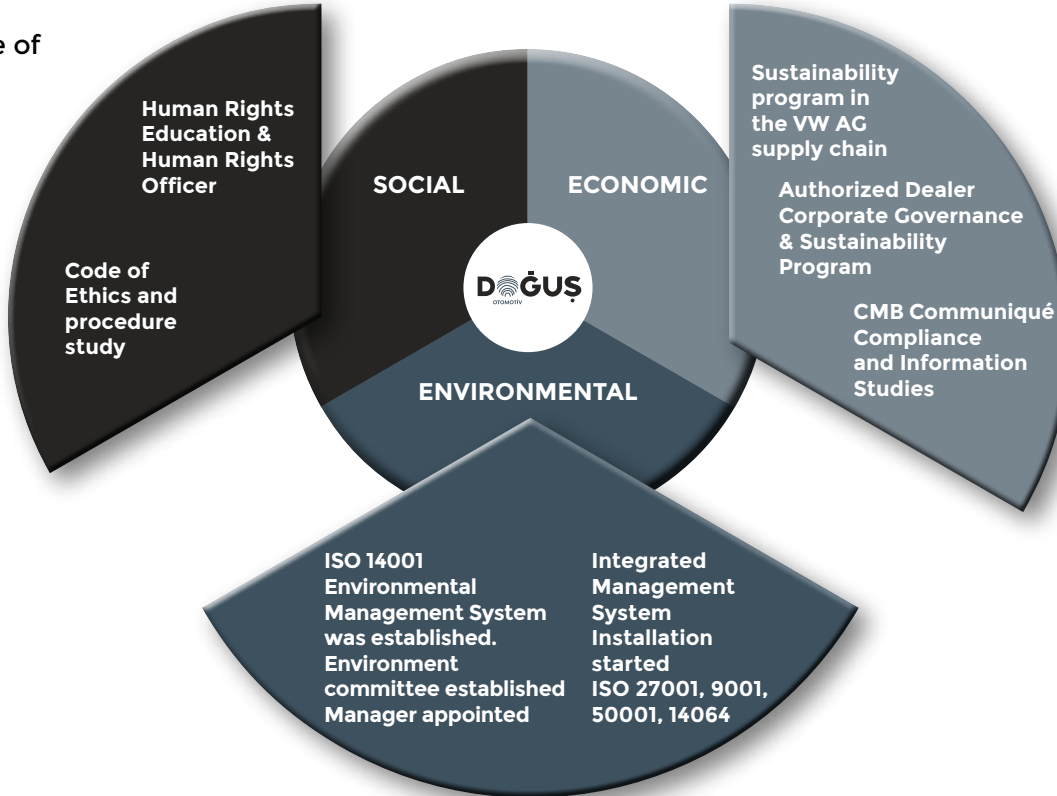 e of
Human Rights
Education &
Human Rights
Officer
Code of
Ethics and
procedure
study
SOCIAL
ECONOMIC
DOĞUŞ
OTOMOTİV
ENVIRONMENTAL
Sustainability
program in
the VW AG
supply chain
Authorized Dealer
Corporate Governance
& Sustainability
Program
CMB Communiqué
Compliance
and Information
Studies
ISO 14001
Environmental
Management System
was established.
Environment
committee established
Manager appointed
Integrated
Management
System
Installation
started
ISO 27001, 9001,
50001, 14064